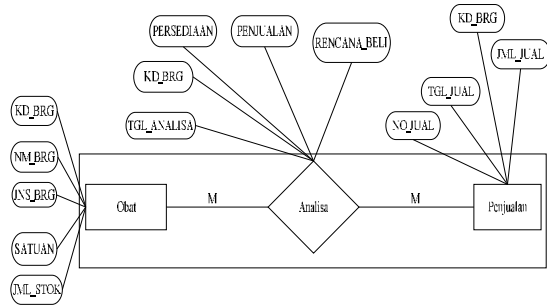 KD_BRG
PERSEDIAAN
PENJUALAN
RENCANA_BELI
JML_JUAL
KD_BRG
TGL_JUAL
KD_BRG
TGL_ANALISA
NO_JUAL
NM_BRG
JNS_BRG
Obat
M
Analisa
M
Penjualan
SATUAN
JML_STOK